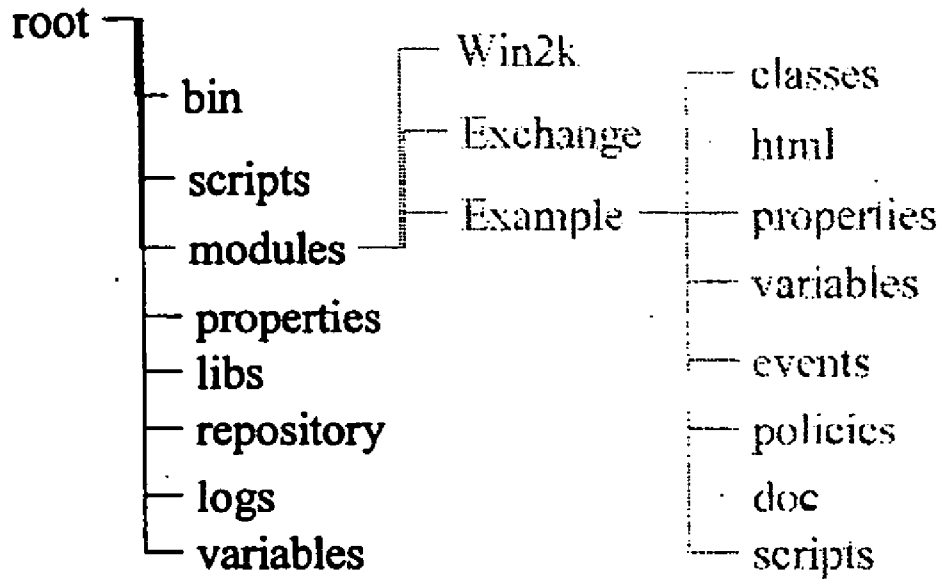 root
bin
scripts
modules
properties
libs
repository
logs
variables
Win2k
Exchange
Example
classes
html
properties
variables
events
policies
doc
scripts